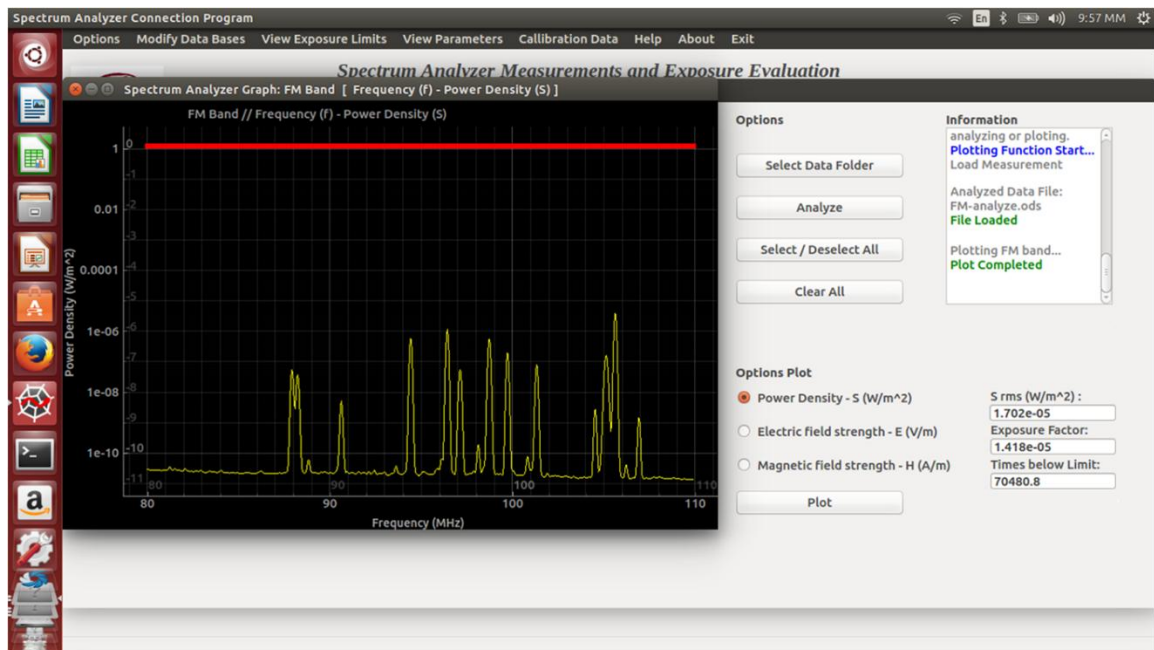 Spectrum Analyzer Connection Program
En
9:57 MM
Options Modify Data Bases View Exposure Limits View Parameters Callibration Data Help About Exit
Spectrum Analyzer Measurements and Exposure Evaluation
Spectrum Analyzer Graph: FM Band [ Frequency (f) - Power Density (S) ]
FM Band // Frequency (f) - Power Density (S)
Power Density (W/m^2)
1
0.01
0.0001
1e-06
1e-08
1e-10
0
-1
-2
-3
-4
-5
-6
-7
-8
-9
-10
-11
80 90 100 110
80 90 100 110
Frequency (MHz)
Options
Select Data Folder
Analyze
Select / Deselect All
Clear All
Information
analyzing or ploting.
Plotting Function Start...
Load Measurement
Analyzed Data File:
FM-analyze.ods
File Loaded
Plotting FM band...
Plot Completed
Options Plot
Power Density - S (W/m^2)
Electric field strength - E (V/m)
Magnetic field strength - H (A/m)
Plot
S rms (W/m^2) :
1.702e-05
Exposure Factor:
1.418e-05
Times below Limit:
70480.8